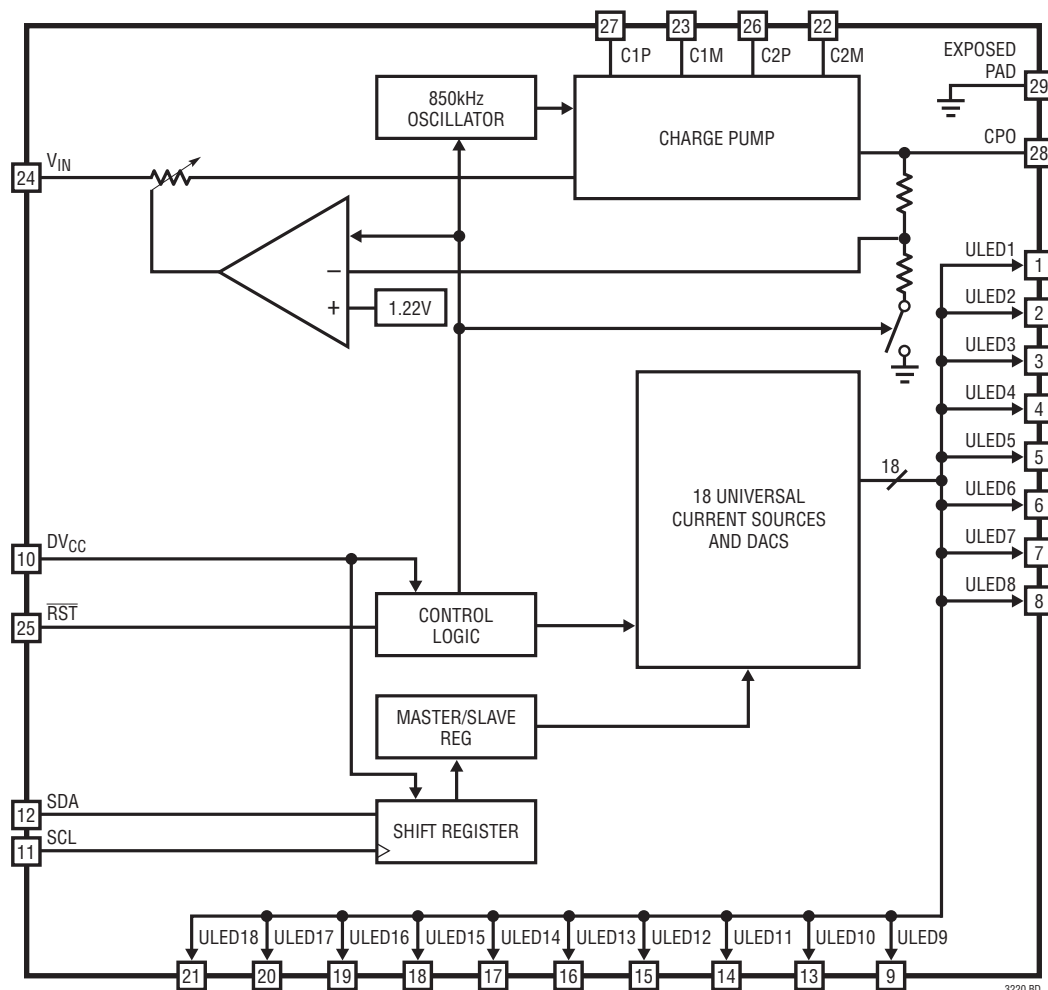 27 23 26 22
C1P C1M C2P C2M
EXPOSED
PAD
29
850kHz
OSCILLATOR
CHARGE PUMP
CPO
28
VIN
24
−
+
1.22V
ULED1
1
ULED2
2
ULED3
3
ULED4
4
ULED5
5
ULED6
6
ULED7
7
ULED8
8
18
18 UNIVERSAL
CURRENT SOURCES
AND DACS
DVCC
10
RST
25
CONTROL
LOGIC
MASTER/SLAVE
REG
SDA
12
SCL
11
SHIFT REGISTER
ULED18 ULED17 ULED16 ULED15 ULED14 ULED13 ULED12 ULED11 ULED10 ULED9
21 20 19 18 17 16 15 14 13 9
3220 BD